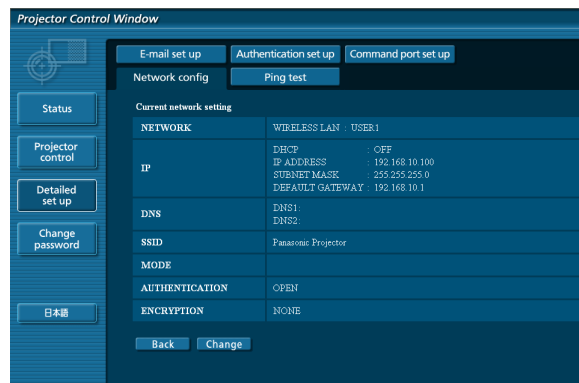 Projector Control Window
E-mail set up Authentication set up Command port set up
Network config Ping test
Status
Projector control
Detailed set up
Change password
日本語
Current network setting
NETWORK WIRELESS LAN : USER1
IP
DHCP : OFF
IP ADDRESS : 192.168.10.100
SUBNET MASK : 255.255.255.0
DEFAULT GATEWAY : 192.168.10.1
DNS
DNS1:
DNS2:
SSID Panasonic Projector
MODE
AUTHENTICATION OPEN
ENCRYPTION NONE
Back Change